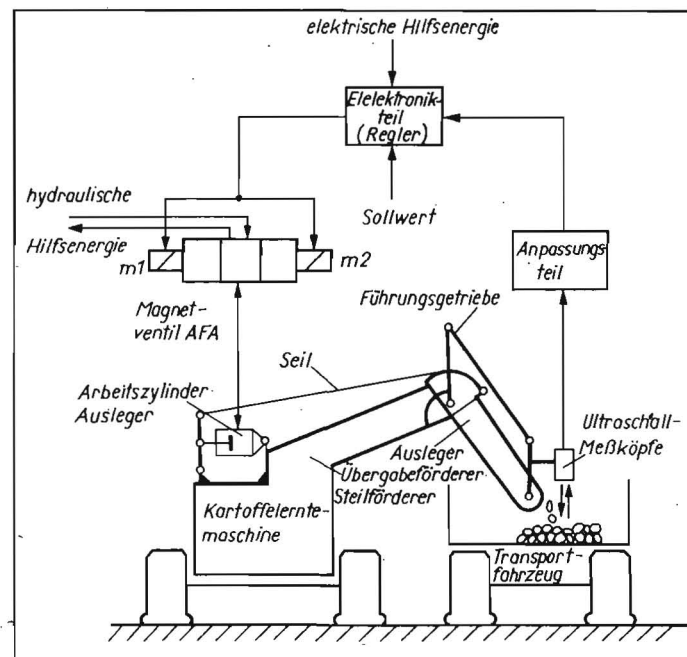 elektrische Hilfsenergie
Elelektronik-
teil
(Regler)
hydraulische
Hilfsenergie
Sollwert
m1
m2
Anpassungs
teil
Magnet-
ventil AFA
Führungsgetriebe
Seil
Arbeitszylinder
Ausleger
Ultraschall-
Meßköpfe
Ausleger
Übergabeförderer
Steilförderer
Kartoffelernte-
maschine
Transport-
fahrzeug